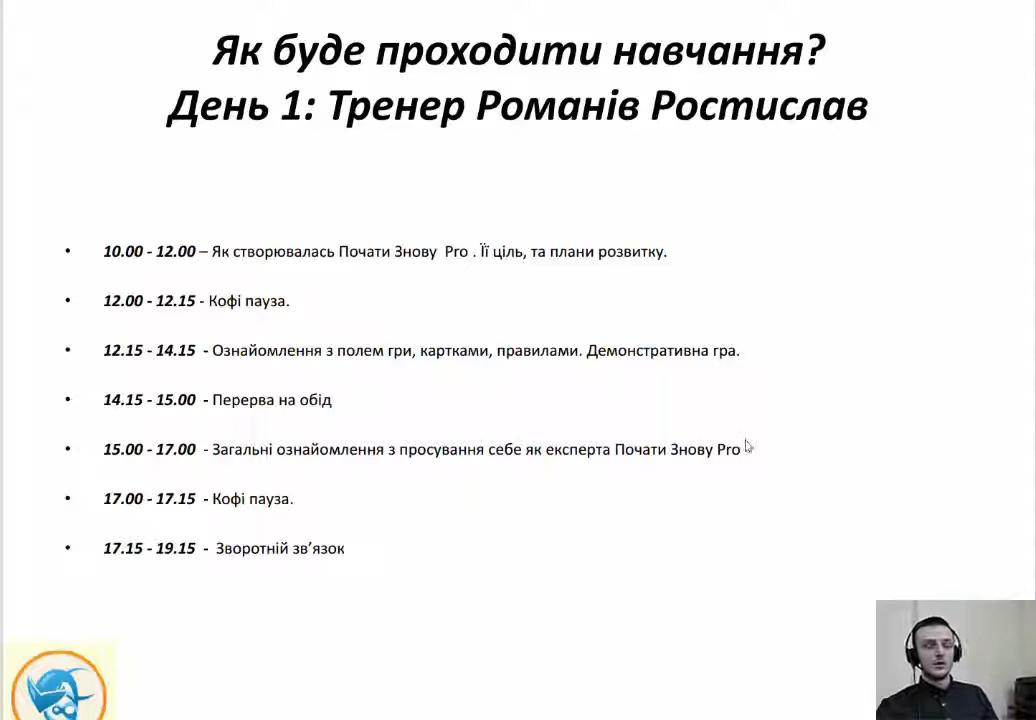 Як буде проходити навчання?
День 1: Тренер Романів Ростислав
• 10.00 - 12.00 – Як створювалась Почати Знову Pro . Її ціль, та плани розвитку.
• 12.00 - 12.15 - Кофі пауза.
• 12.15 - 14.15 - Ознайомлення з полем гри, картками, правилами. Демонстративна гра.
• 14.15 - 15.00 - Перерва на обід
• 15.00 - 17.00 - Загальні ознайомлення з просування себе як експерта Почати Знову Pro
• 17.00 - 17.15 - Кофі пауза.
• 17.15 - 19.15 - Зворотній зв’язок